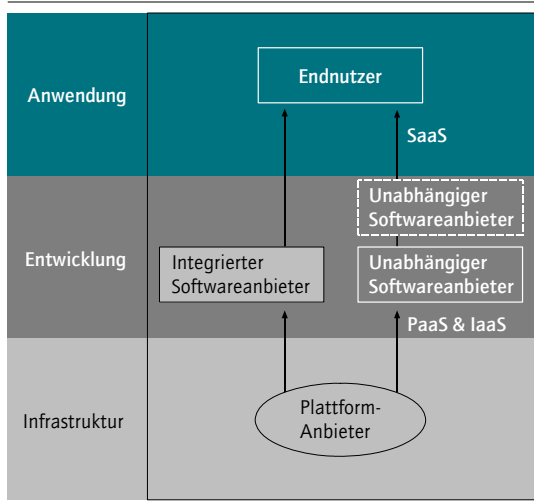 Anwendung
Endnutzer
SaaS
Unabhängiger
Softwareanbieter
Entwicklung
Integrierter
Softwareanbieter
Unabhängiger
Softwareanbieter
PaaS & IaaS
Infrastruktur
Plattform-
Anbieter